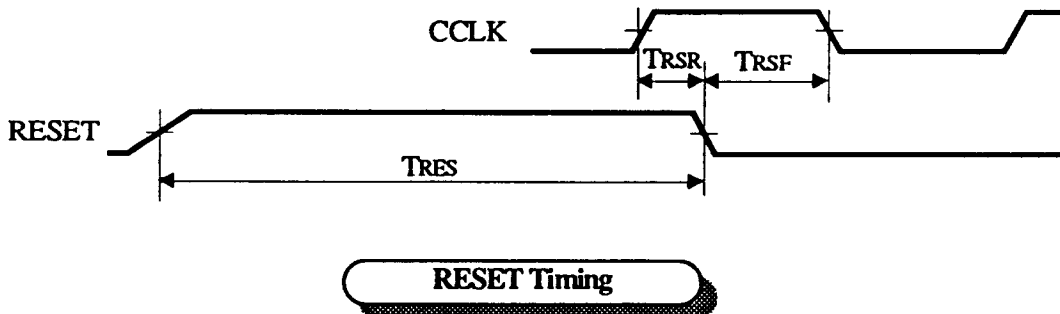 CCLK
TRSR TRSF
RESET
TRES
RESET Timing